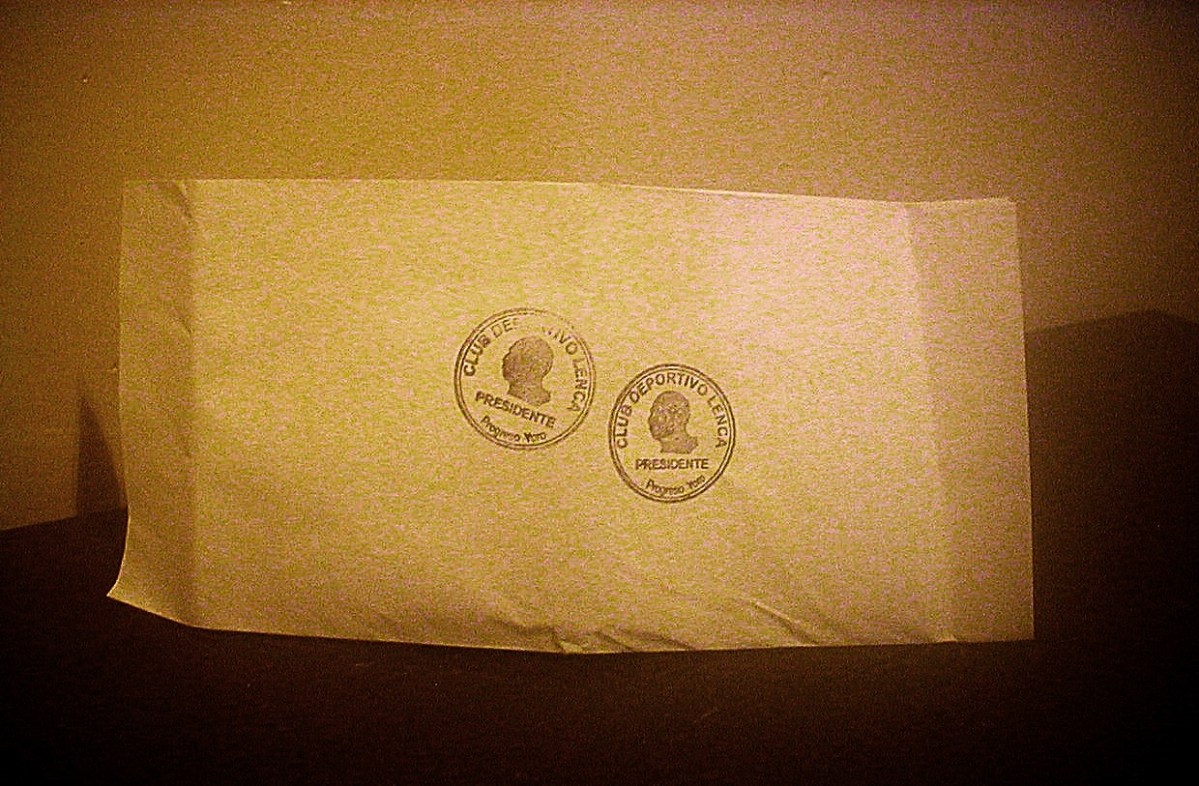 CLUB DEPORTIVO LENCA
PRESIDENTE
Progreso Yoro
CLUB DEPORTIVO LENCA
PRESIDENTE
Progreso Yoro